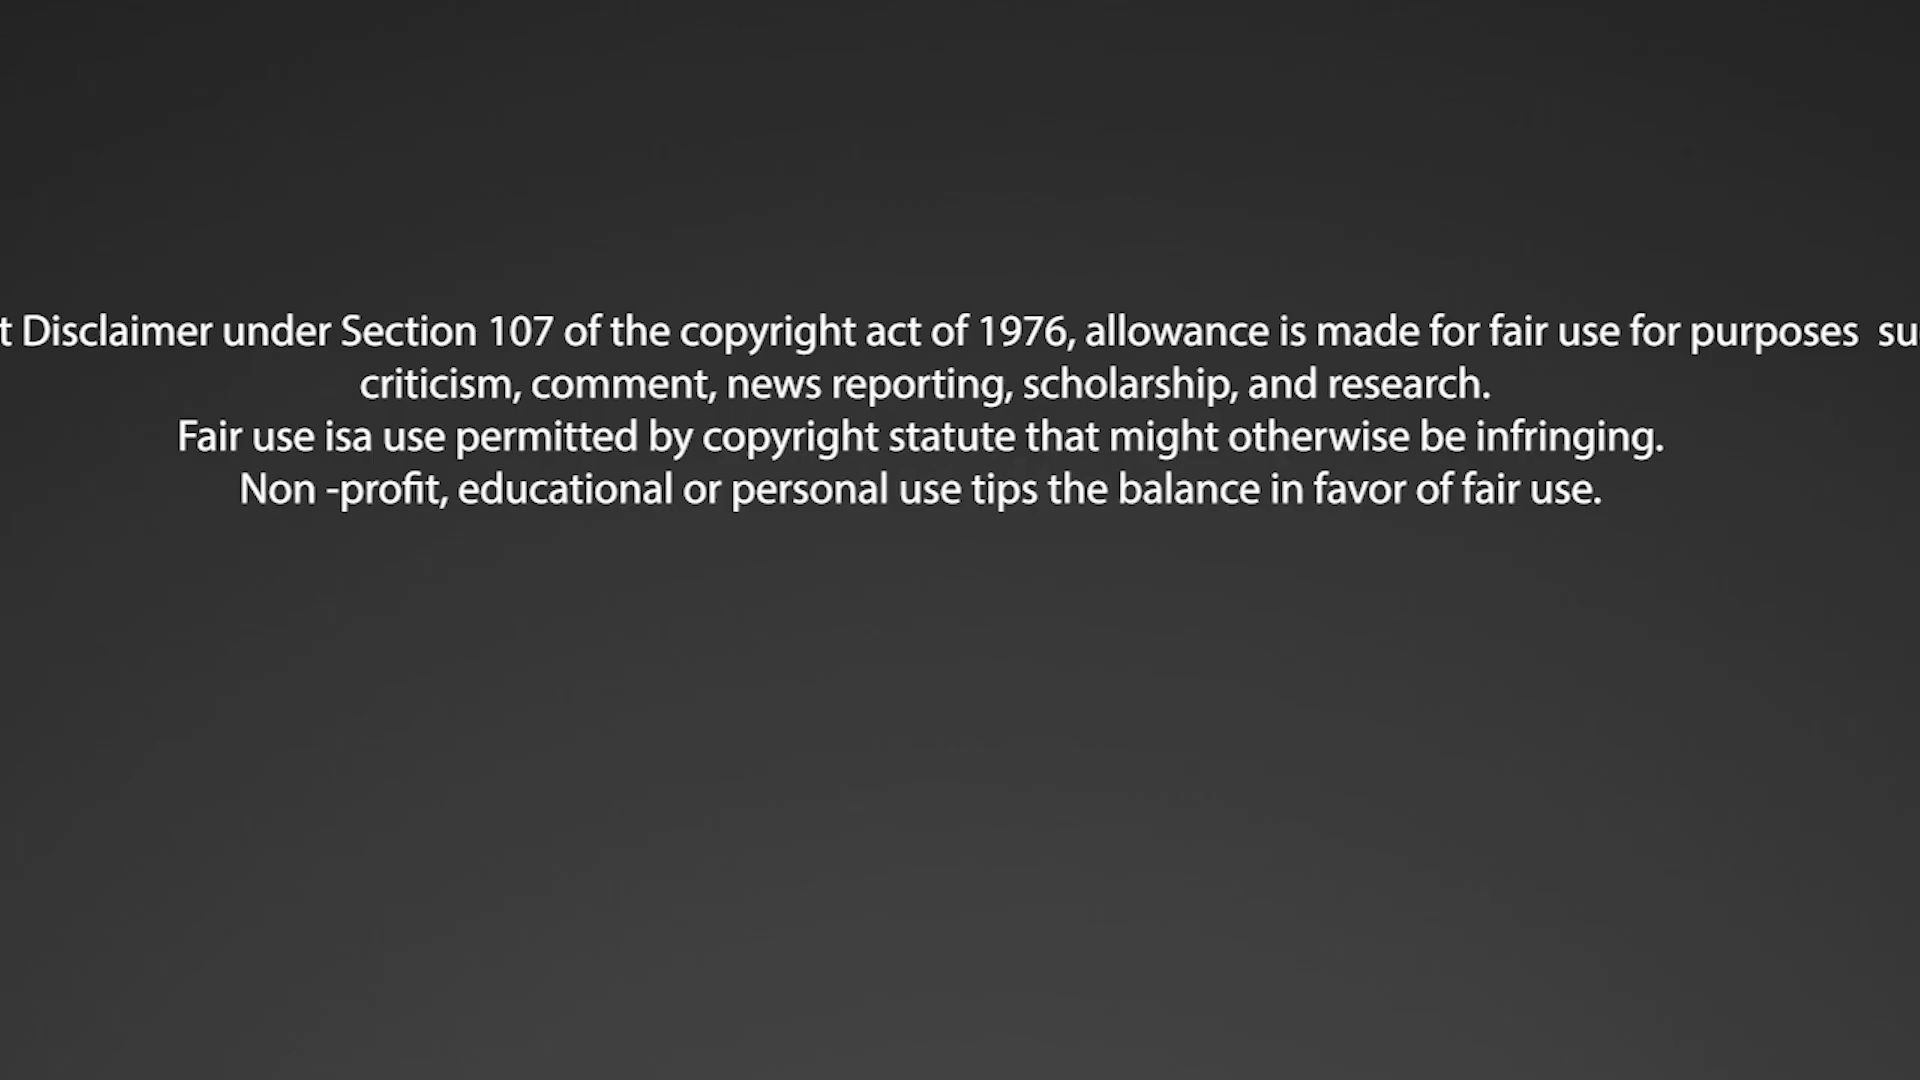 t Disclaimer under Section 107 of the copyright act of 1976, allowance is made for fair use for purposes su
criticism, comment, news reporting, scholarship, and research.
Fair use isa use permitted by copyright statute that might otherwise be infringing.
Non -profit, educational or personal use tips the balance in favor of fair use.